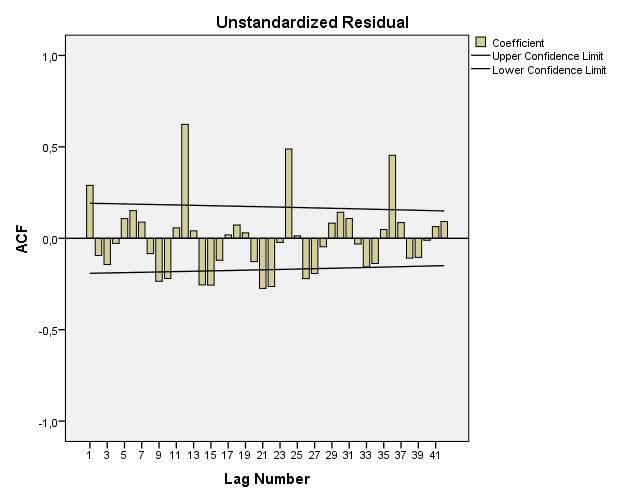 Unstandardized Residual
Coefficient
Upper Confidence Limit
Lower Confidence Limit
1,0
0,5
0,0
-0,5
-1,0
ACF
1 3 5 7 9 11 13 15 17 19 21 23 25 27 29 31 33 35 37 39 41
Lag Number